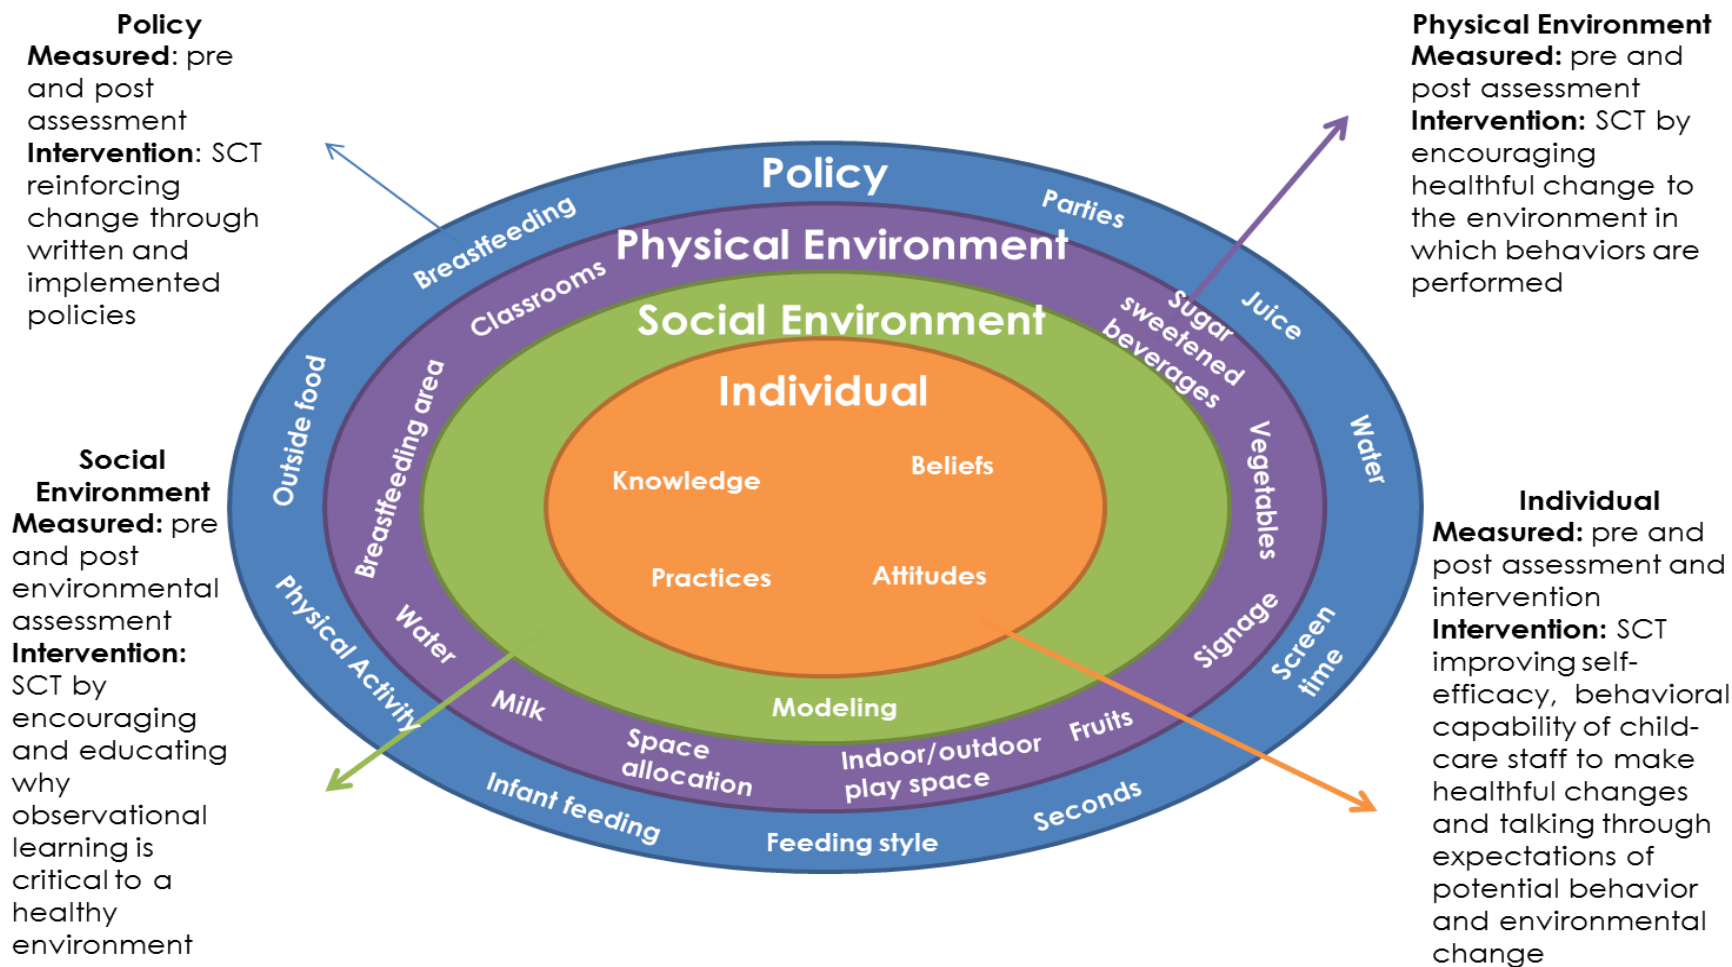 Policy
Measured: pre
and post
assessment
Intervention: SCT
reinforcing
change through
written and
implemented
policies
Physical Environment
Measured: pre and
post assessment
Intervention: SCT by
encouraging
healthful change to
the environment in
which behaviors are
performed
Policy
Breastfeeding
Parties
Juice
Water
Screen
time
Seconds
Feeding style
Infant feeding
Physical Activity
Outside food
Physical Environment
Classrooms
Sugar
sweetened
beverages
Vegetables
Signage
Fruits
Indoor/outdoor
play space
Space
allocation
Milk
Water
Breastfeeding area
Social Environment
Modeling
Individual
Knowledge
Beliefs
Practices
Attitudes
Social
Environment
Measured: pre
and post
environmental
assessment
Intervention:
SCT by
encouraging
and educating
why
observational
learning is
critical to a
healthy
environment
Individual
Measured: pre and
post assessment and
intervention
Intervention: SCT
improving self-
efficacy, behavioral
capability of child-
care staff to make
healthful changes
and talking through
expectations of
potential behavior
and environmental
change